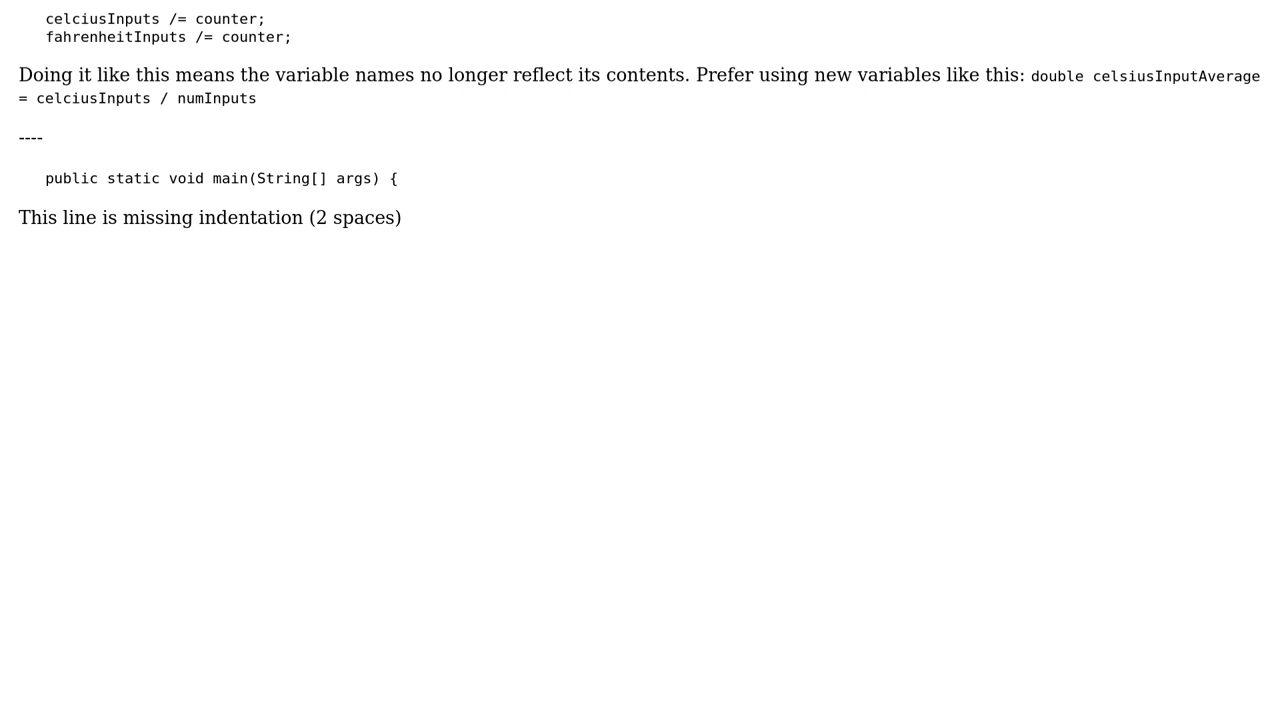 celciusInputs /= counter;
fahrenheitInputs /= counter;
Doing it like this means the variable names no longer reflect its contents. Prefer using new variables like this: double celsiusInputAverage
= celciusInputs / numInputs
----
public static void main(String[] args) {
This line is missing indentation (2 spaces)